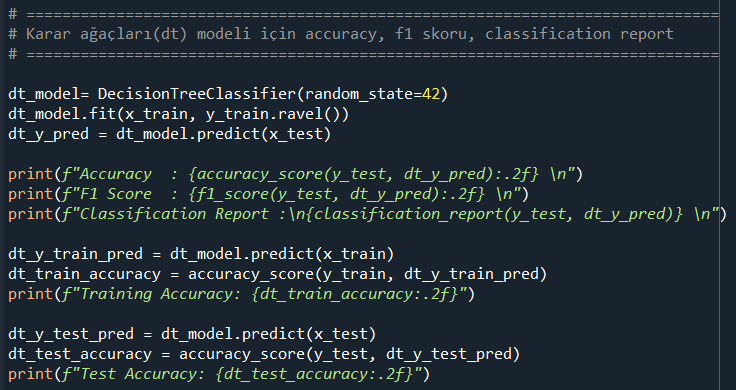 # =============================================================================
# Karar ağaçları(dt) modeli için accuracy, f1 skoru, classification report
# =============================================================================
dt_model= DecisionTreeClassifier(random_state=42)
dt_model.fit(x_train, y_train.ravel())
dt_y_pred = dt_model.predict(x_test)
print(f"Accuracy  : {accuracy_score(y_test, dt_y_pred):.2f} \n")
print(f"F1 Score  : {f1_score(y_test, dt_y_pred):.2f} \n")
print(f"Classification Report :\n{classification_report(y_test, dt_y_pred)} \n")
dt_y_train_pred = dt_model.predict(x_train)
dt_train_accuracy = accuracy_score(y_train, dt_y_train_pred)
print(f"Training Accuracy: {dt_train_accuracy:.2f}")
dt_y_test_pred = dt_model.predict(x_test)
dt_test_accuracy = accuracy_score(y_test, dt_y_test_pred)
print(f"Test Accuracy: {dt_test_accuracy:.2f}")